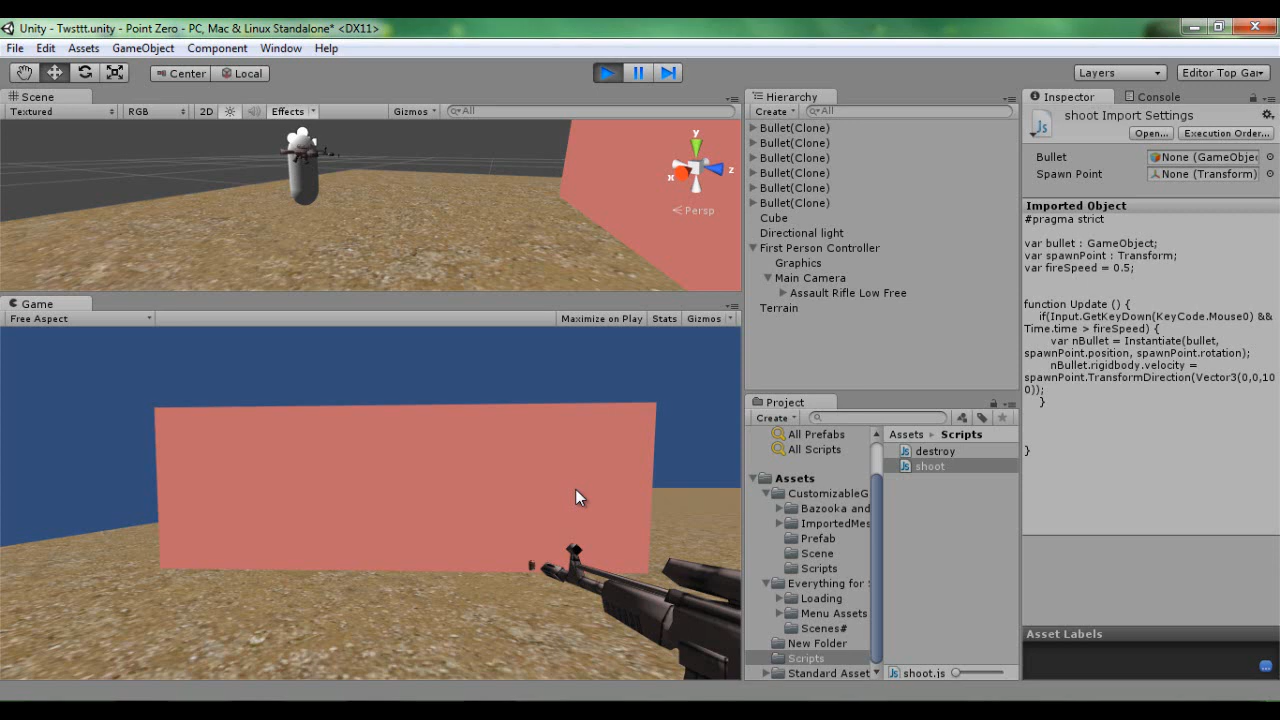 Unity - Twsttt.unity - Point Zero - PC, Mac & Linux Standalone* <DX11>
File Edit Assets GameObject Component Window Help
Center Local Layers Editor Top Gar
Scene
Textured RGB 2D Effects Gizmos All
y
x z
Persp
Game
Free Aspect Maximize on Play Stats Gizmos
Hierarchy
Create All
Bullet(Clone)
Bullet(Clone)
Bullet(Clone)
Bullet(Clone)
Bullet(Clone)
Bullet(Clone)
Cube
Directional light
First Person Controller
Graphics
Main Camera
Assault Rifle Low Free
Terrain
Project
Create
All Prefabs
All Scripts
Assets
CustomizableG
Bazooka and
ImportedMes
Prefab
Scene
Scripts
Everything for S
Loading
Menu Assets
Scenes#
New Folder
Scripts
Standard Asset
Assets Scripts
destroy
shoot
shoot.js
Inspector Console
shoot Import Settings
Js Open... Execution Order...
Bullet None (GameObje
Spawn Point None (Transform)
Imported Object
#pragma strict
var bullet : GameObject;
var spawnPoint : Transform;
var fireSpeed = 0.5;
function Update () {
if(Input.GetKeyDown(KeyCode.Mouse0) &&
Time.time > fireSpeed) {
var nBullet = Instantiate(bullet,
spawnPoint.position, spawnPoint.rotation);
nBullet.rigidbody.velocity =
spawnPoint.TransformDirection(Vector3(0,0,10
0));
}
}
Asset Labels